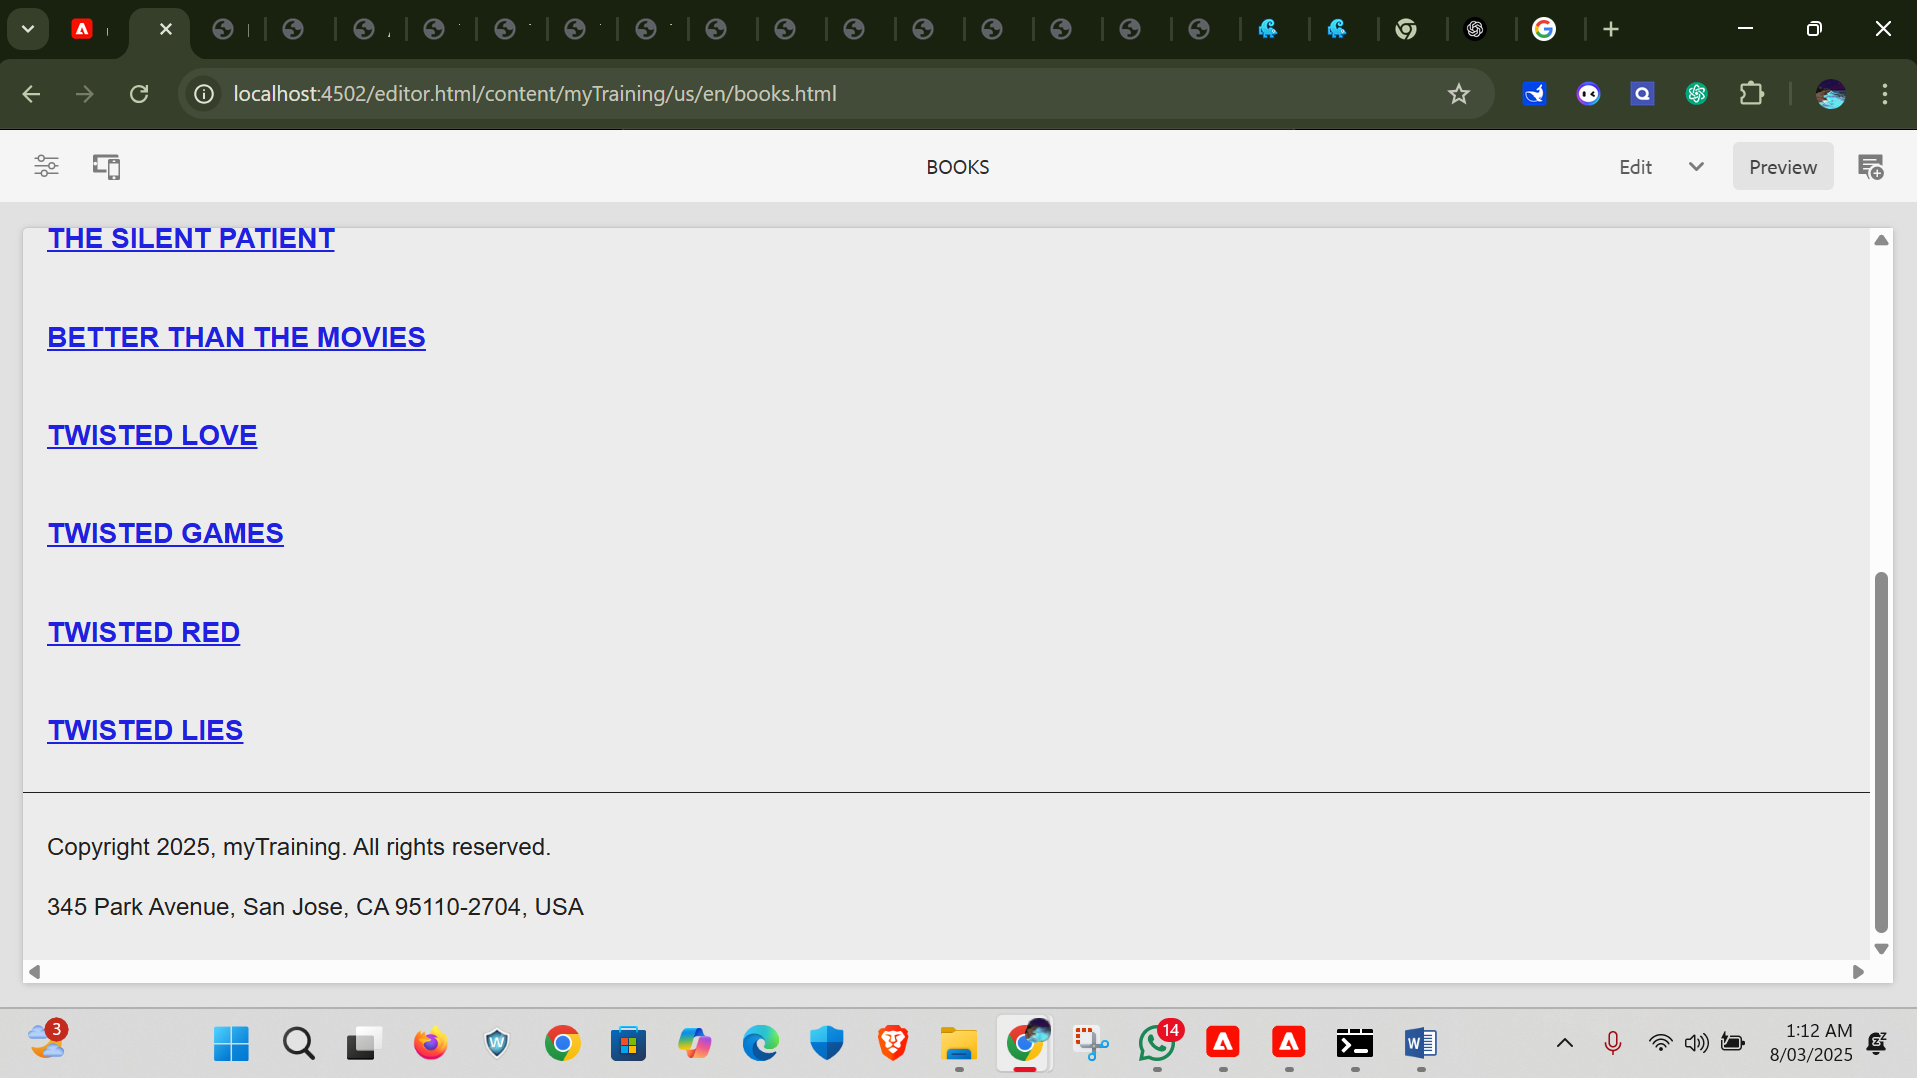 localhost:4502/editor.html/content/myTraining/us/en/books.html
BOOKS
Edit
Preview
THE SILENT PATIENT
BETTER THAN THE MOVIES
TWISTED LOVE
TWISTED GAMES
TWISTED RED
TWISTED LIES
Copyright 2025, myTraining. All rights reserved.
345 Park Avenue, San Jose, CA 95110-2704, USA
3
W
14
W
1:12 AM
8/03/2025